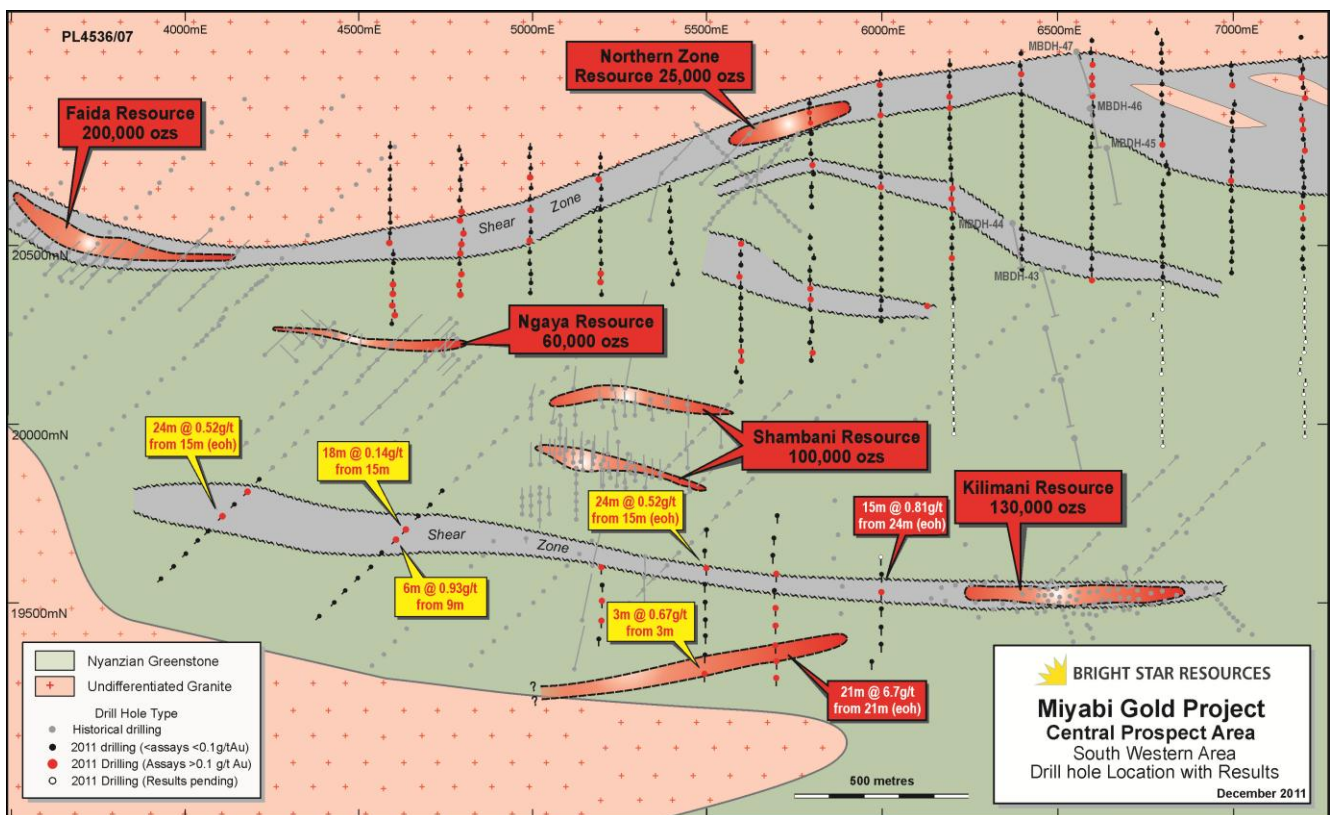 PL4536/07
4000mE
5000mE
5500mE
6000mE
6500mE
7000mE
Northern Zone
Resource 25,000 ozs
Faida Resource
200,000 ozs
MBDH-47
MBDH-46
MBDH-45
MBDH-44
MBDH-43
Shear Zone
20500mN
Ngaya Resource
60,000 ozs
20000mN
24m @ 0.52g/t
from 15m (eoh)
18m @ 0.14g/t
from 15m
Shambani Resource
100,000 ozs
24m @ 0.52g/t
from 15m (eoh)
15m @ 0.81g/t
from 24m (eoh)
Kilimani Resource
130,000 ozs
Shear Zone
6m @ 0.93g/t
from 9m
19500mN
3m @ 0.67g/t
from 3m
?
?
21m @ 6.7g/t
from 21m (eoh)
Nyanzian Greenstone
Undifferentiated Granite
Drill Hole Type
Historical drilling
2011 drilling (<assays <0.1g/tAu)
2011 Drilling (Assays >0.1 g/t Au)
2011 Drilling (Results pending)
500 metres
BRIGHT STAR RESOURCES
Miyabi Gold Project
Central Prospect Area
South Western Area
Drill hole Location with Results
December 2011